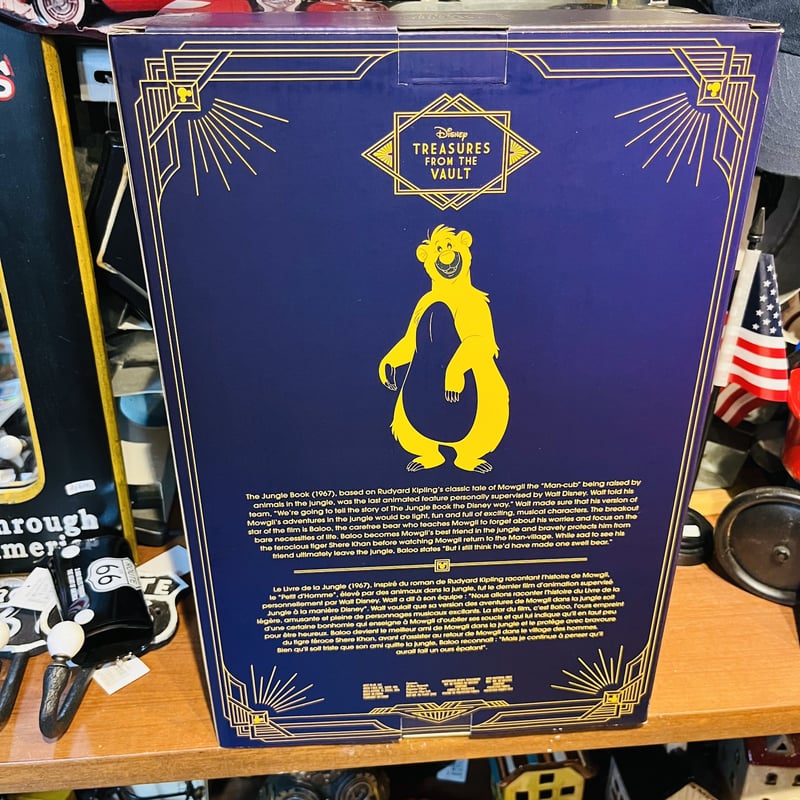 Disney
TREASURES
FROM THE
VAULT
The Jungle Book (1967), based on Rudyard Kipling's classic tale of Mowgli the "Man-cub" being raised by
animals in the jungle, was the last animated feature personally supervised by Walt Disney. Walt told his
team, "We're going to tell the story of The Jungle Book the Disney way." Walt made sure that his version of
Mowgli's adventures in the jungle would be light, fun and full of exciting, musical characters. The breakout
star of the film is Baloo, the carefree bear who teaches Mowgli to forget about his worries and focus on the
bare necessities of life. Baloo becomes Mowgli's best friend in the jungle and bravely protects him from
the ferocious tiger Shere Khan before watching Mowgli return to the Man-village. While sad to see his
friend ultimately leave the jungle, Baloo states "But I still think he'd have made one swell bear."
Le Livre de la Jungle (1967), inspiré du roman de Rudyard Kipling racontant l'histoire de Mowgli,
le "Petit d'Homme", élevé par des animaux dans la jungle, fut le dernier film d'animation supervisé
personnellement par Walt Disney. Walt a dit à son équipe : "Nous allons raconter l'histoire du Livre de la
Jungle à la manière Disney". Walt voulait que sa version des aventures de Mowgli dans la jungle soit
légère, amusante et pleine de personnages musicaux excitants. La star du film, c'est Baloo, l'ours empreint
d'une certaine bonhomie qui enseigne à Mowgli d'oublier ses soucis et qui lui indique qu'il en faut peu
pour être heureux. Baloo devient le meilleur ami de Mowgli dans la jungle et le protège avec bravoure
du tigre féroce Shere Khan, avant d'assister au retour de Mowgli dans le village des hommes.
Bien qu'il soit triste que son ami quitte la jungle, Baloo reconnaît : "Mais je continue à penser qu'il
aurait fait un ours épatant".
S
hrough
meri
66